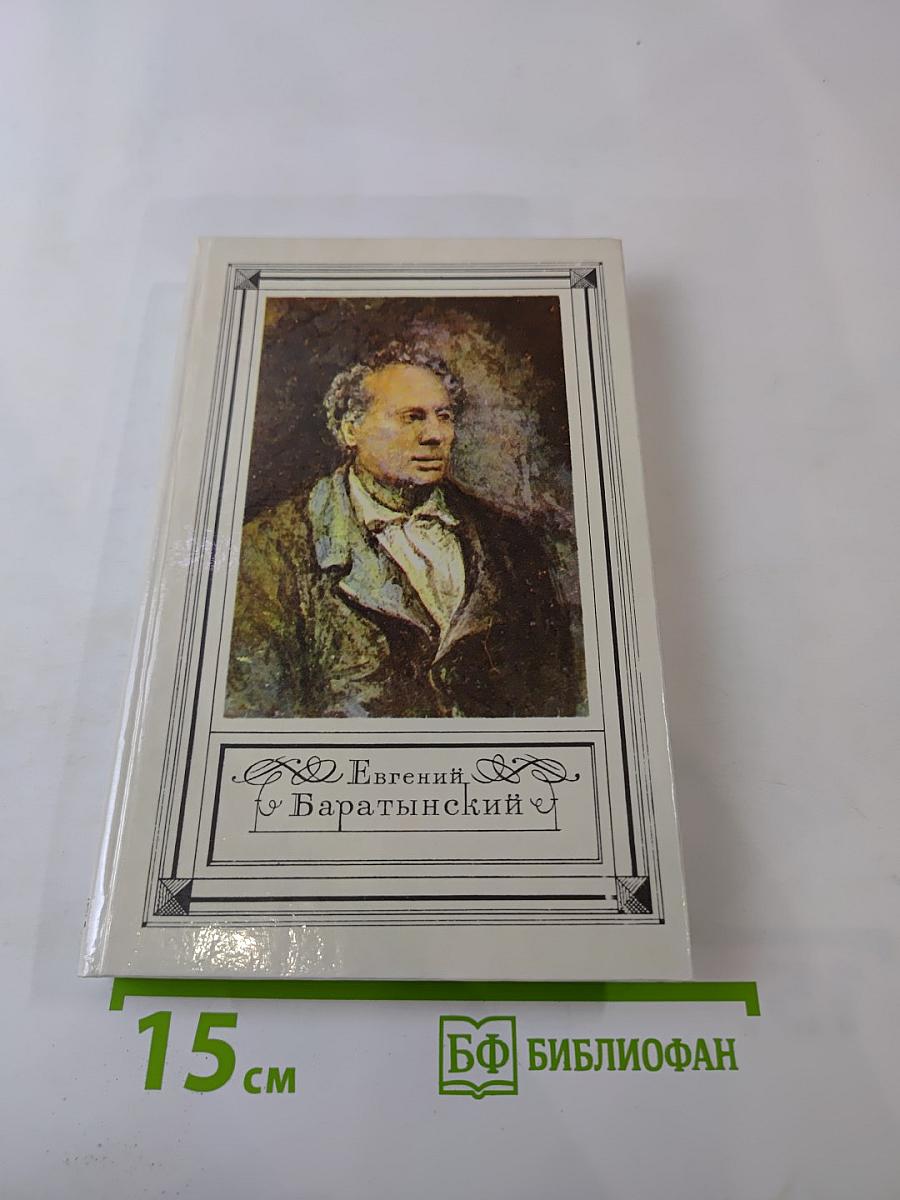 Евгений
Баратынский
15 см
БФ БИБЛИОФАН